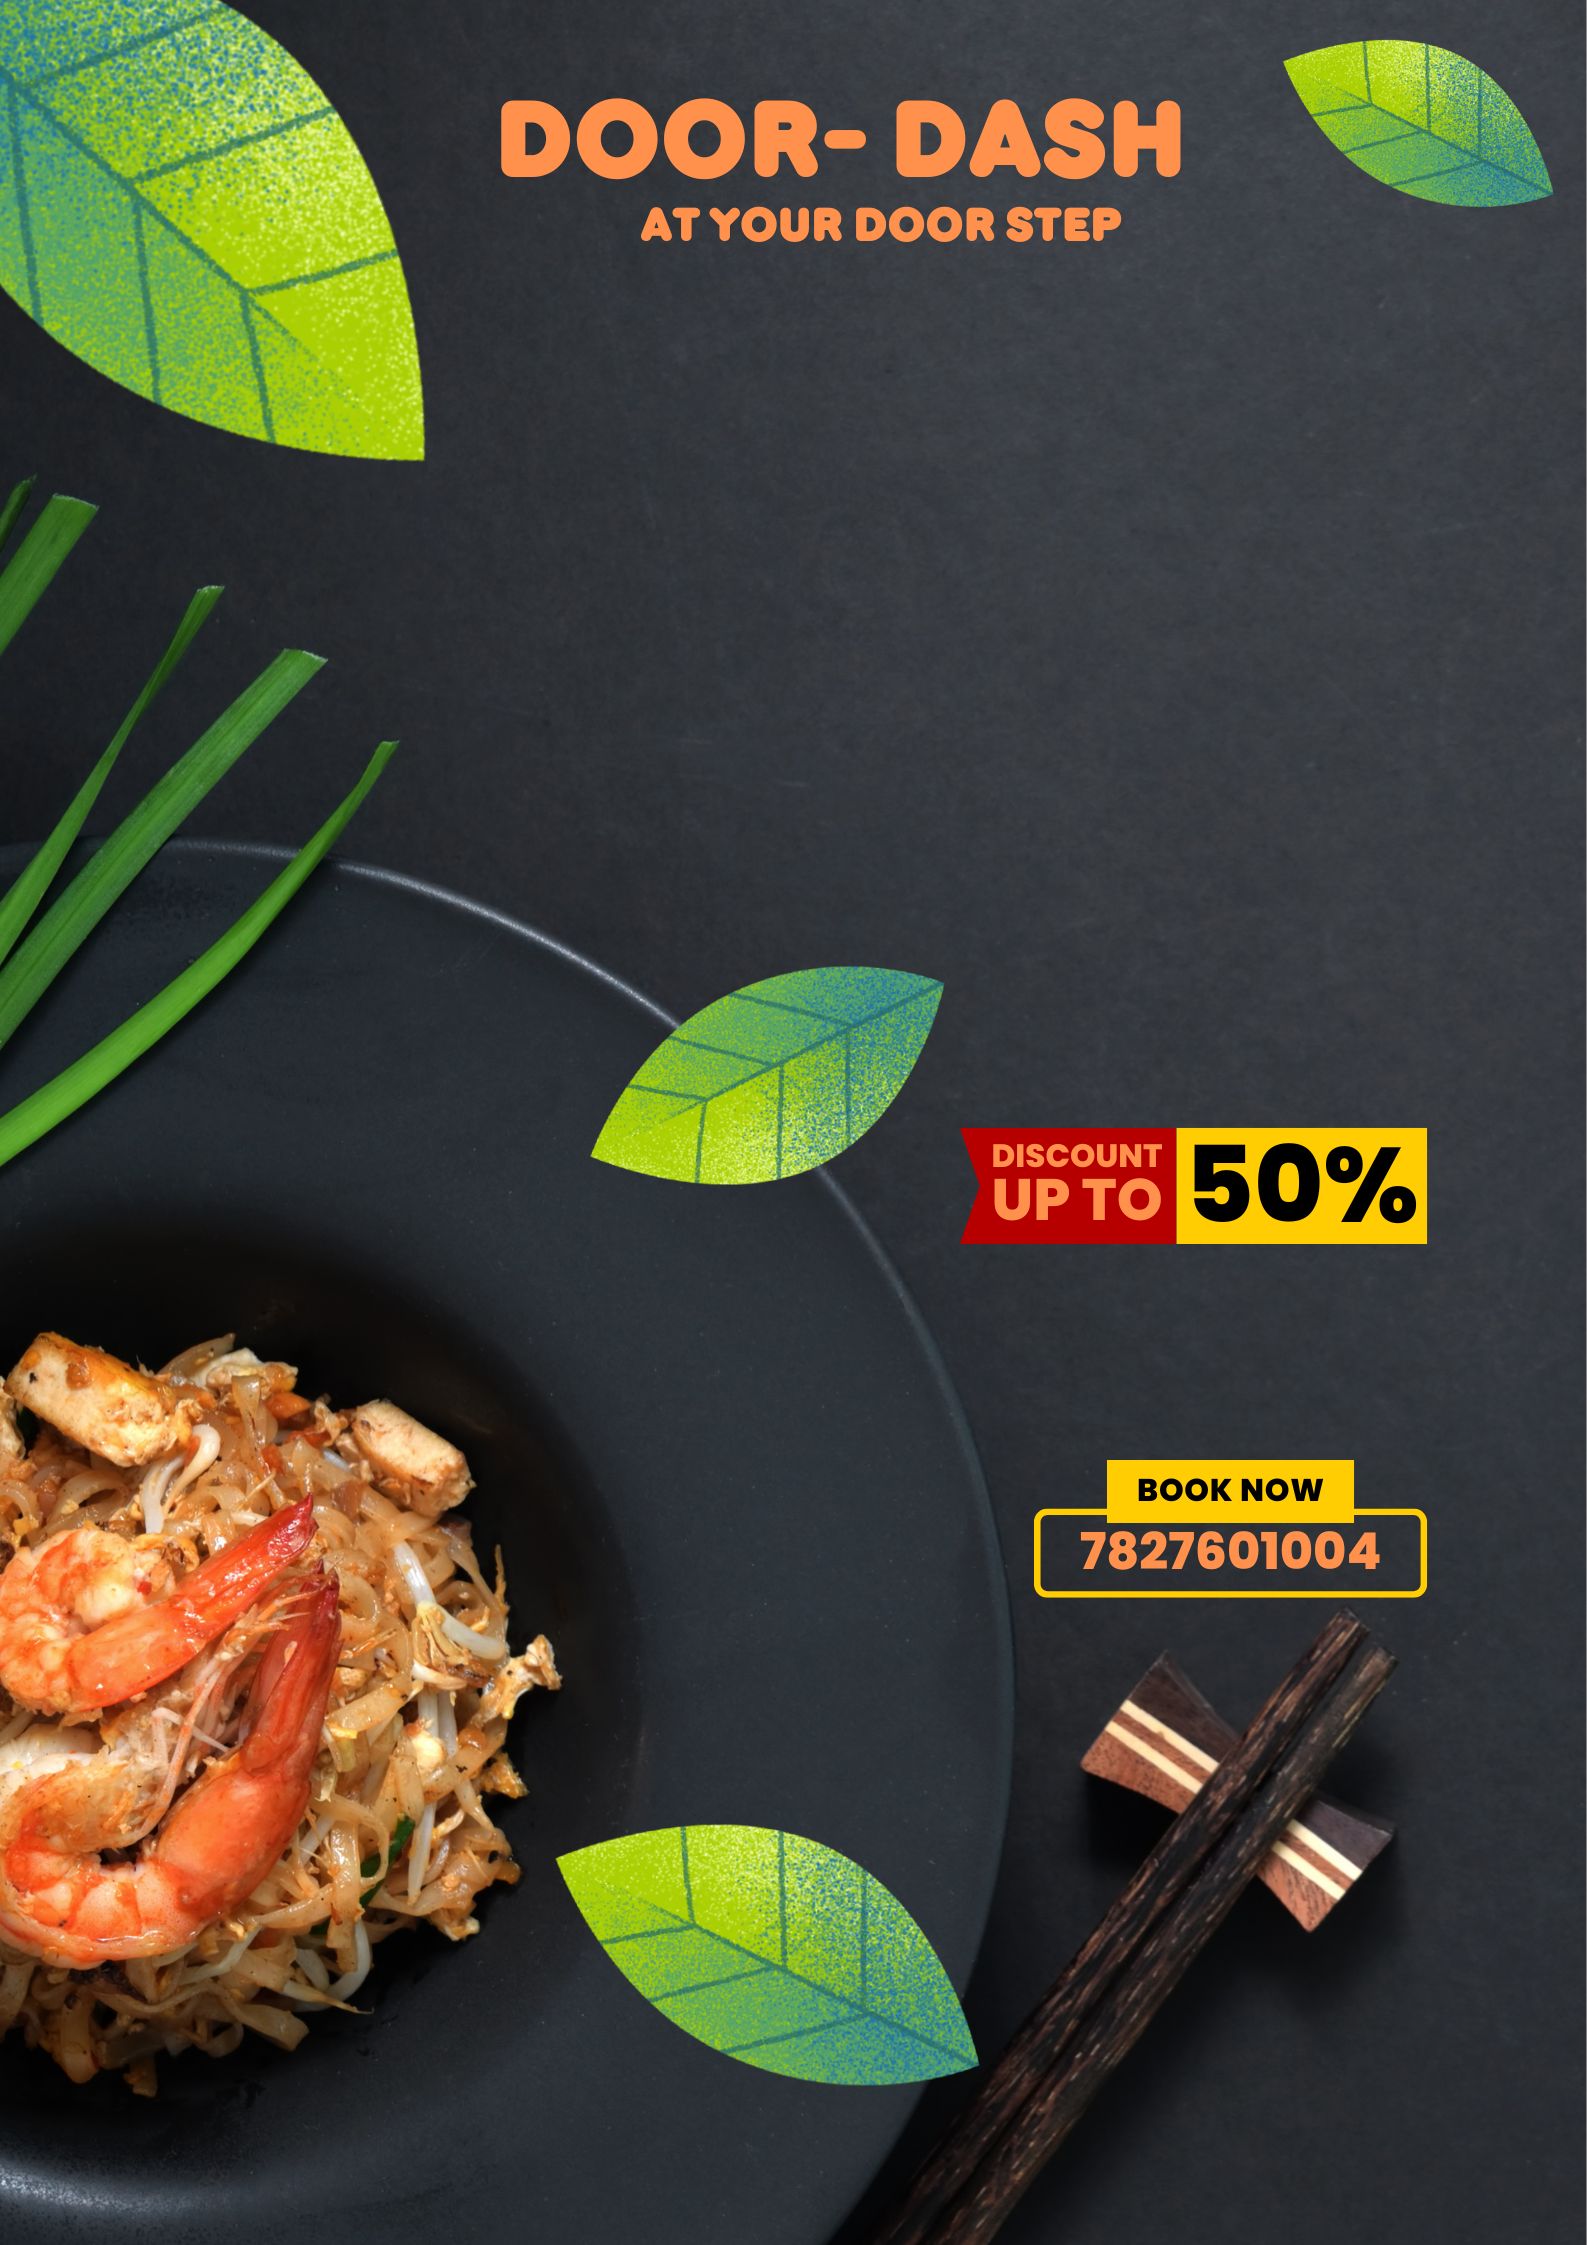 DOOR- DASH
AT YOUR DOOR STEP
DISCOUNT
UP TO
50%
BOOK NOW
7827601004